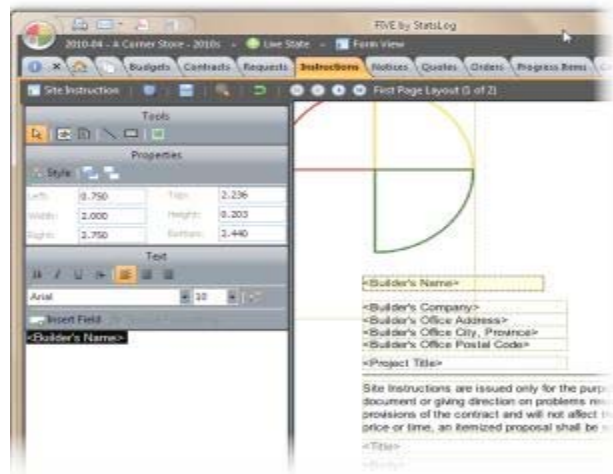 FIVE by StatsLog
2010-04 - A Corner Store - 2010s Live State Form View
Budgets Contracts Requests Instructions Notices Quotes Orders Progress Items
Site Instruction First Page Layout (1 of 2)
Tools
Properties
Style
Left: 0.750 Top: 2.236
Width: 2.000 Height: 0.203
Right: 2.750 Bottom: 2.440
Text
B I U
Arial 10
Insert Field
<Builder's Name>
<Builder's Name>
<Builder's Company>
<Builder's Office Address>
<Builder's Office City, Province>
<Builder's Office Postal Code>
<Project Title>
Site Instructions are issued only for the purp
document or giving direction on problems
provisions of the contract and will not affect
price or time, an itemized proposal shall be
<Title>